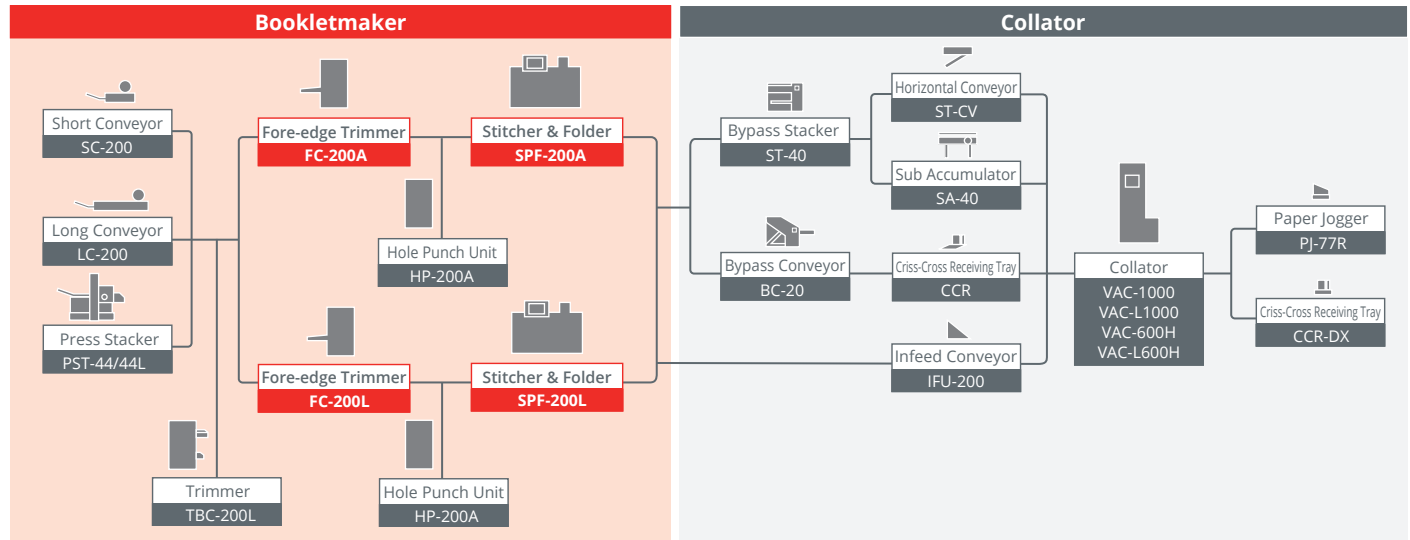 Bookletmaker
Short Conveyor
SC-200
Long Conveyor
LC-200
Press Stacker
PST-44/44L
Fore-edge Trimmer
FC-200A
Stitcher & Folder
SPF-200A
Hole Punch Unit
HP-200A
Fore-edge Trimmer
FC-200L
Stitcher & Folder
SPF-200L
Trimmer
TBC-200L
Hole Punch Unit
HP-200A
Collator
Bypass Stacker
ST-40
Horizontal Conveyor
ST-CV
Sub Accumulator
SA-40
Bypass Conveyor
BC-20
Criss-Cross Receiving Tray
CCR
Infeed Conveyor
IFU-200
Collator
VAC-1000
VAC-L1000
VAC-600H
VAC-L600H
Paper Jogger
PJ-77R
Criss-Cross Receiving Tray
CCR-DX